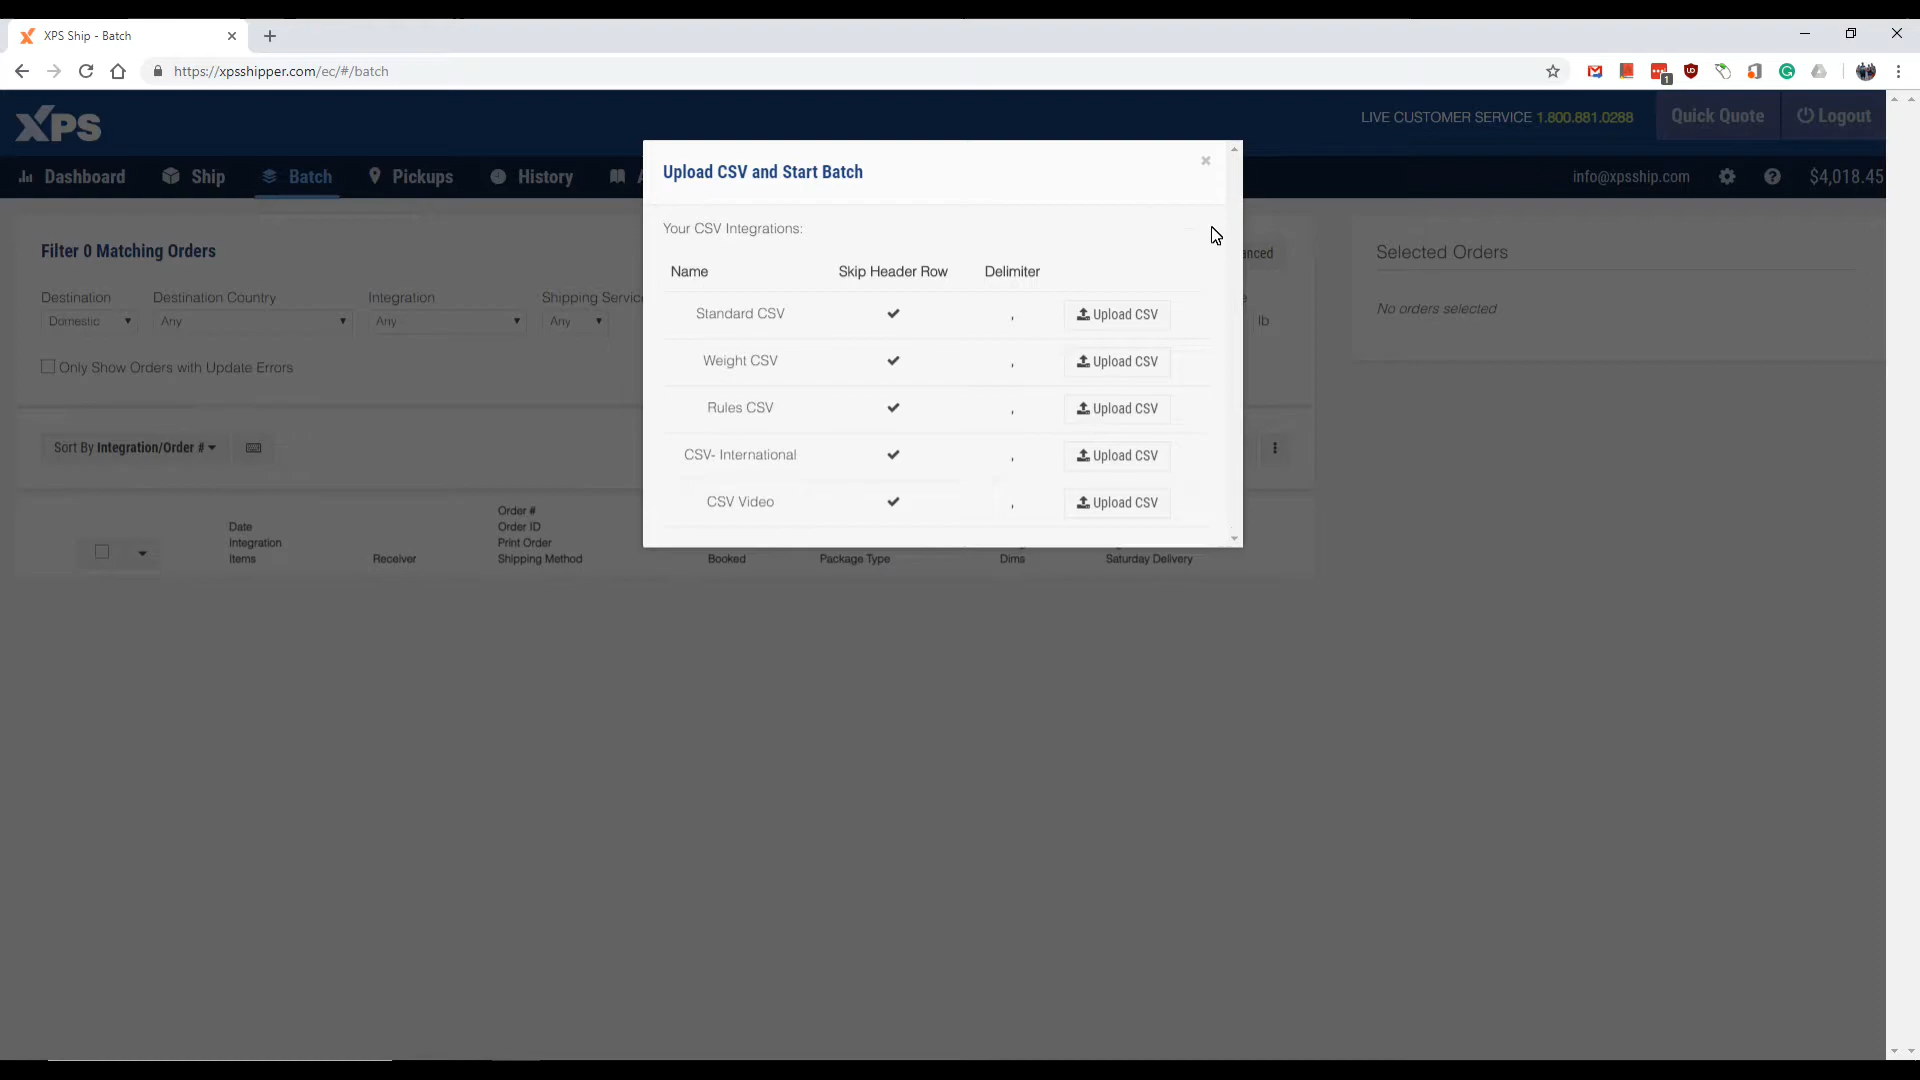 XPS Ship - Batch
https://xpsshipper.com/ec/#/batch
1
XPS
LIVE CUSTOMER SERVICE 1.800.881.0288
Quick Quote
Logout
Dashboard
Ship
Batch
Pickups
History
info@xpsship.com
$4,018.45
Upload CSV and Start Batch
×
Your CSV Integrations:
Name Skip Header Row Delimiter
Standard CSV , Upload CSV
Weight CSV , Upload CSV
Rules CSV , Upload CSV
CSV- International , Upload CSV
CSV Video , Upload CSV
Filter 0 Matching Orders
Destination
Destination Country
Integration
Domestic
Any
Any
Any
lb
Only Show Orders with Update Errors
Sort By Integration/Order #
Date
Integration
Items
Receiver
Order #
Order ID
Print Order
Shipping Method
Booked
Package Type
Dims
Saturday Delivery
Selected Orders
No orders selected